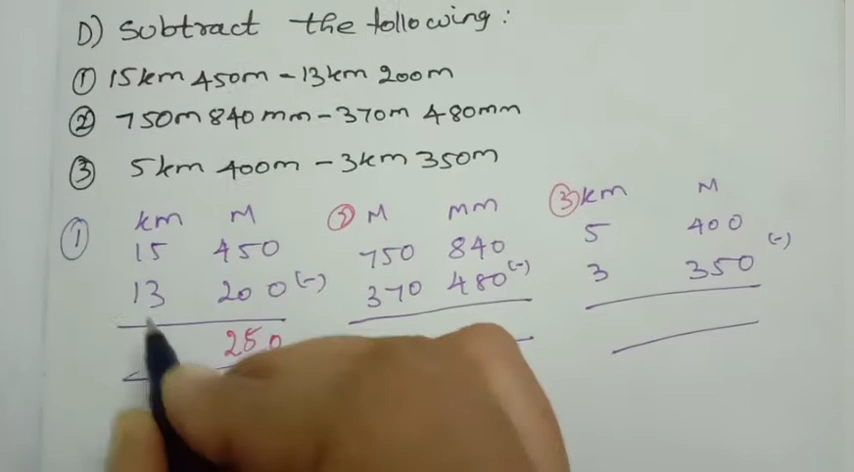 D) Subtract the following:
① 15km 450m - 13km 200m
② 750m 840mm - 370m 480mm
③ 5km 400m - 3km 350m
① km M
15 450
13 200 (-)
250
② M mm
750 840
370 480 (-)
③ km M
5 400
3 350 (-)